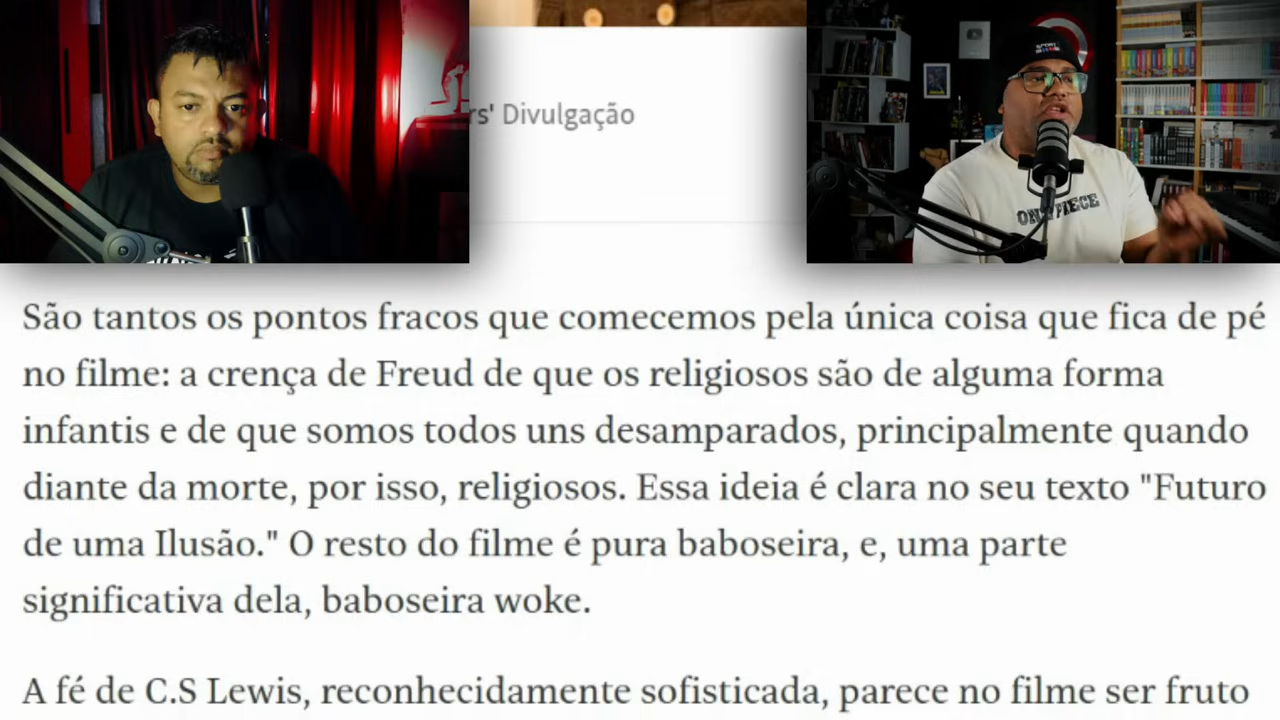 rs' Divulgação
SPORT
ONE PIECE
São tantos os pontos fracos que comecemos pela única coisa que fica de pé
no filme: a crença de Freud de que os religiosos são de alguma forma
infantis e de que somos todos uns desamparados, principalmente quando
diante da morte, por isso, religiosos. Essa ideia é clara no seu texto "Futuro
de uma Ilusão." O resto do filme é pura baboseira, e, uma parte
significativa dela, baboseira woke.
A fé de C.S Lewis, reconhecidamente sofisticada, parece no filme ser fruto